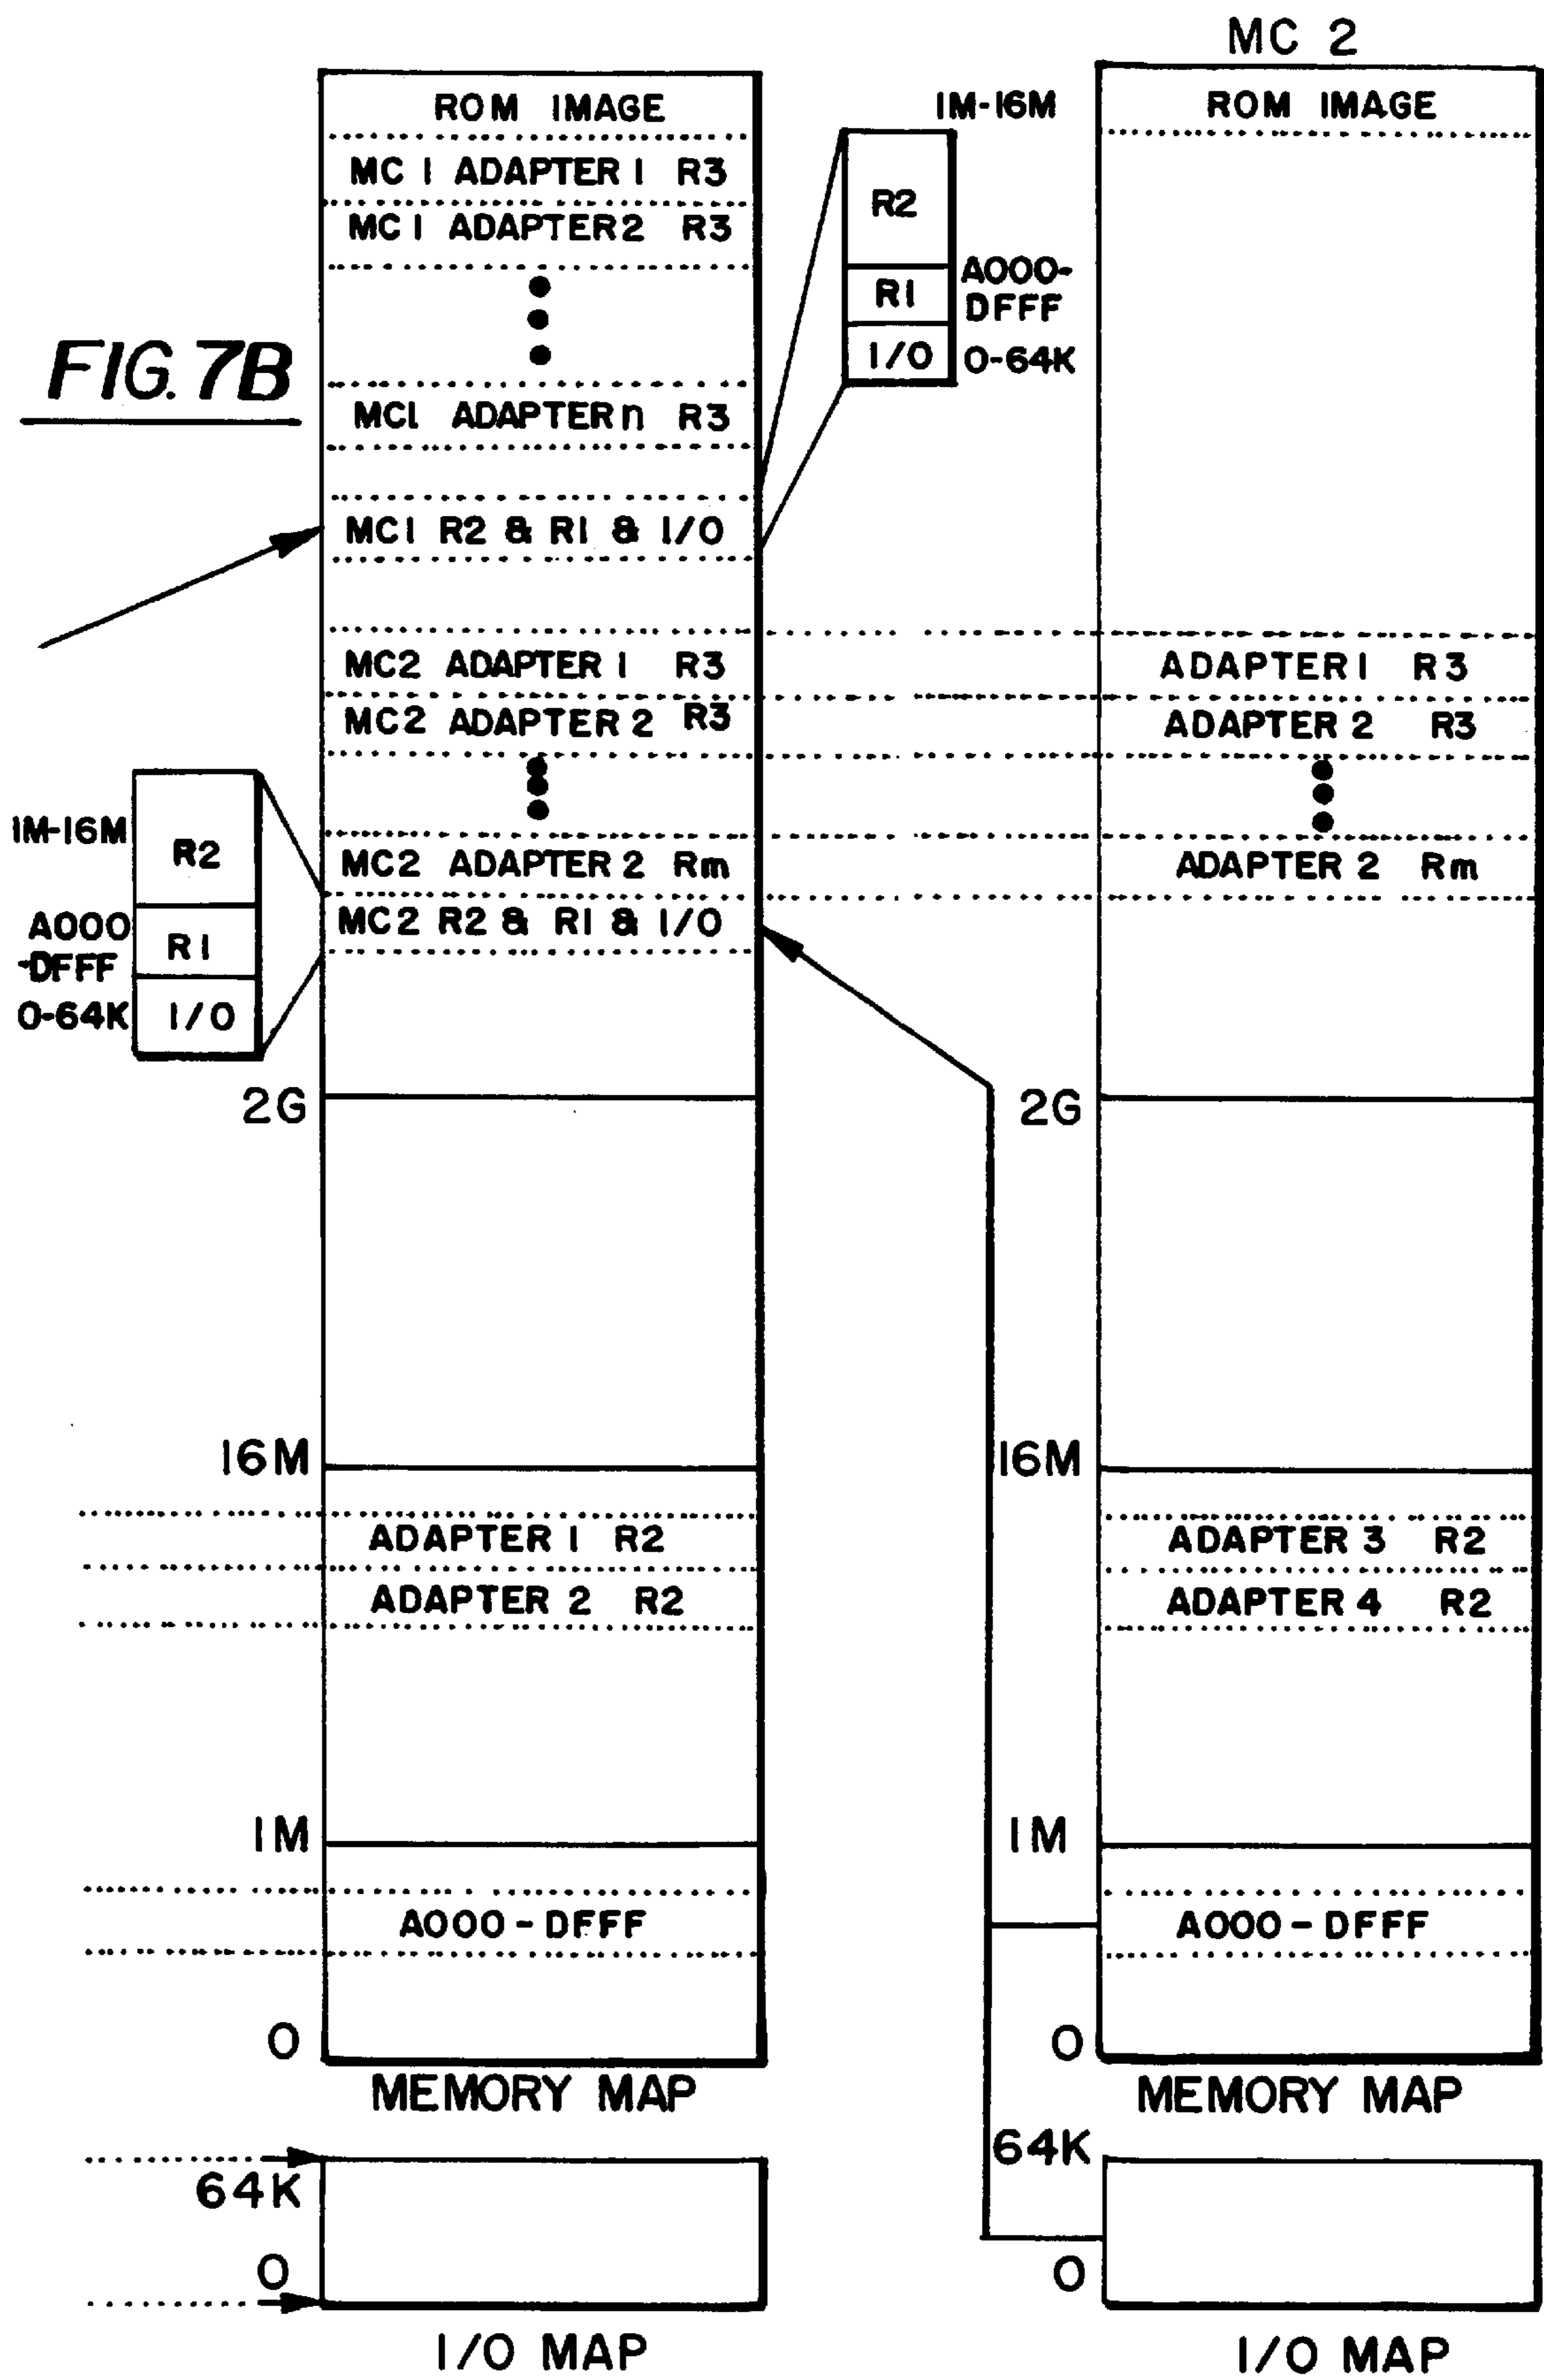 MC 2
ROM IMAGE
MC 1 ADAPTER 1 R3
MC 1 ADAPTER 2 R3
FIG. 7B
MC1 ADAPTER n R3
MC1 R2 & R1 & I/O
MC2 ADAPTER 1 R3
MC2 ADAPTER 2 R3
MC2 ADAPTER 2 Rm
MC2 R2 & R1 & I/O
1M-16M
R2
R1
A000-
DFFF
I/O
0-64K
1M-16M
R2
A000
-DFFF
R1
0-64K
I/O
2G
16M
ADAPTER 1 R2
ADAPTER 2 R2
1M
A000-DFFF
0
MEMORY MAP
64K
0
I/O MAP
ROM IMAGE
ADAPTER 1 R3
ADAPTER 2 R3
ADAPTER 2 Rm
2G
16M
ADAPTER 3 R2
ADAPTER 4 R2
1M
A000-DFFF
0
MEMORY MAP
64K
0
I/O MAP